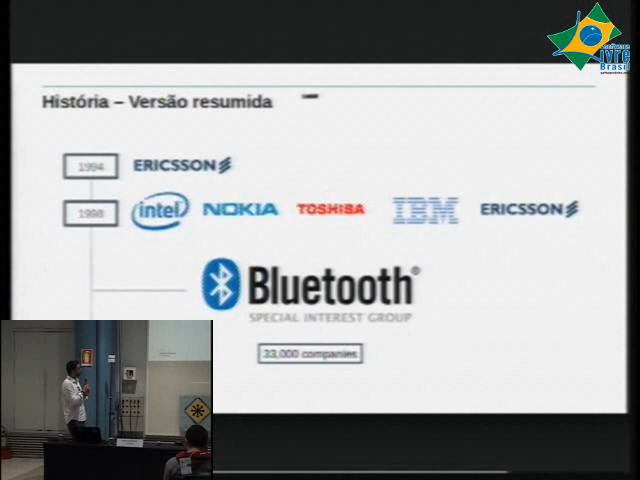 ivre
Brasil
História – Versão resumida
1994 ERICSSON
1998 intel NOKIA TOSHIBA IBM ERICSSON
Bluetooth®
SPECIAL INTEREST GROUP
33,000 companies